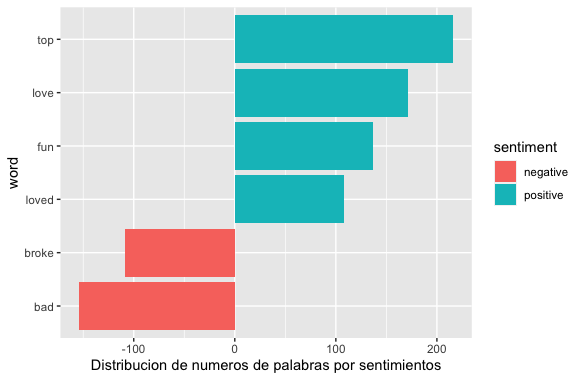 top
love
fun
loved
broke
bad
word
-100
0
100
200
Distribucion de numeros de palabras por sentimientos
sentiment
negative
positive